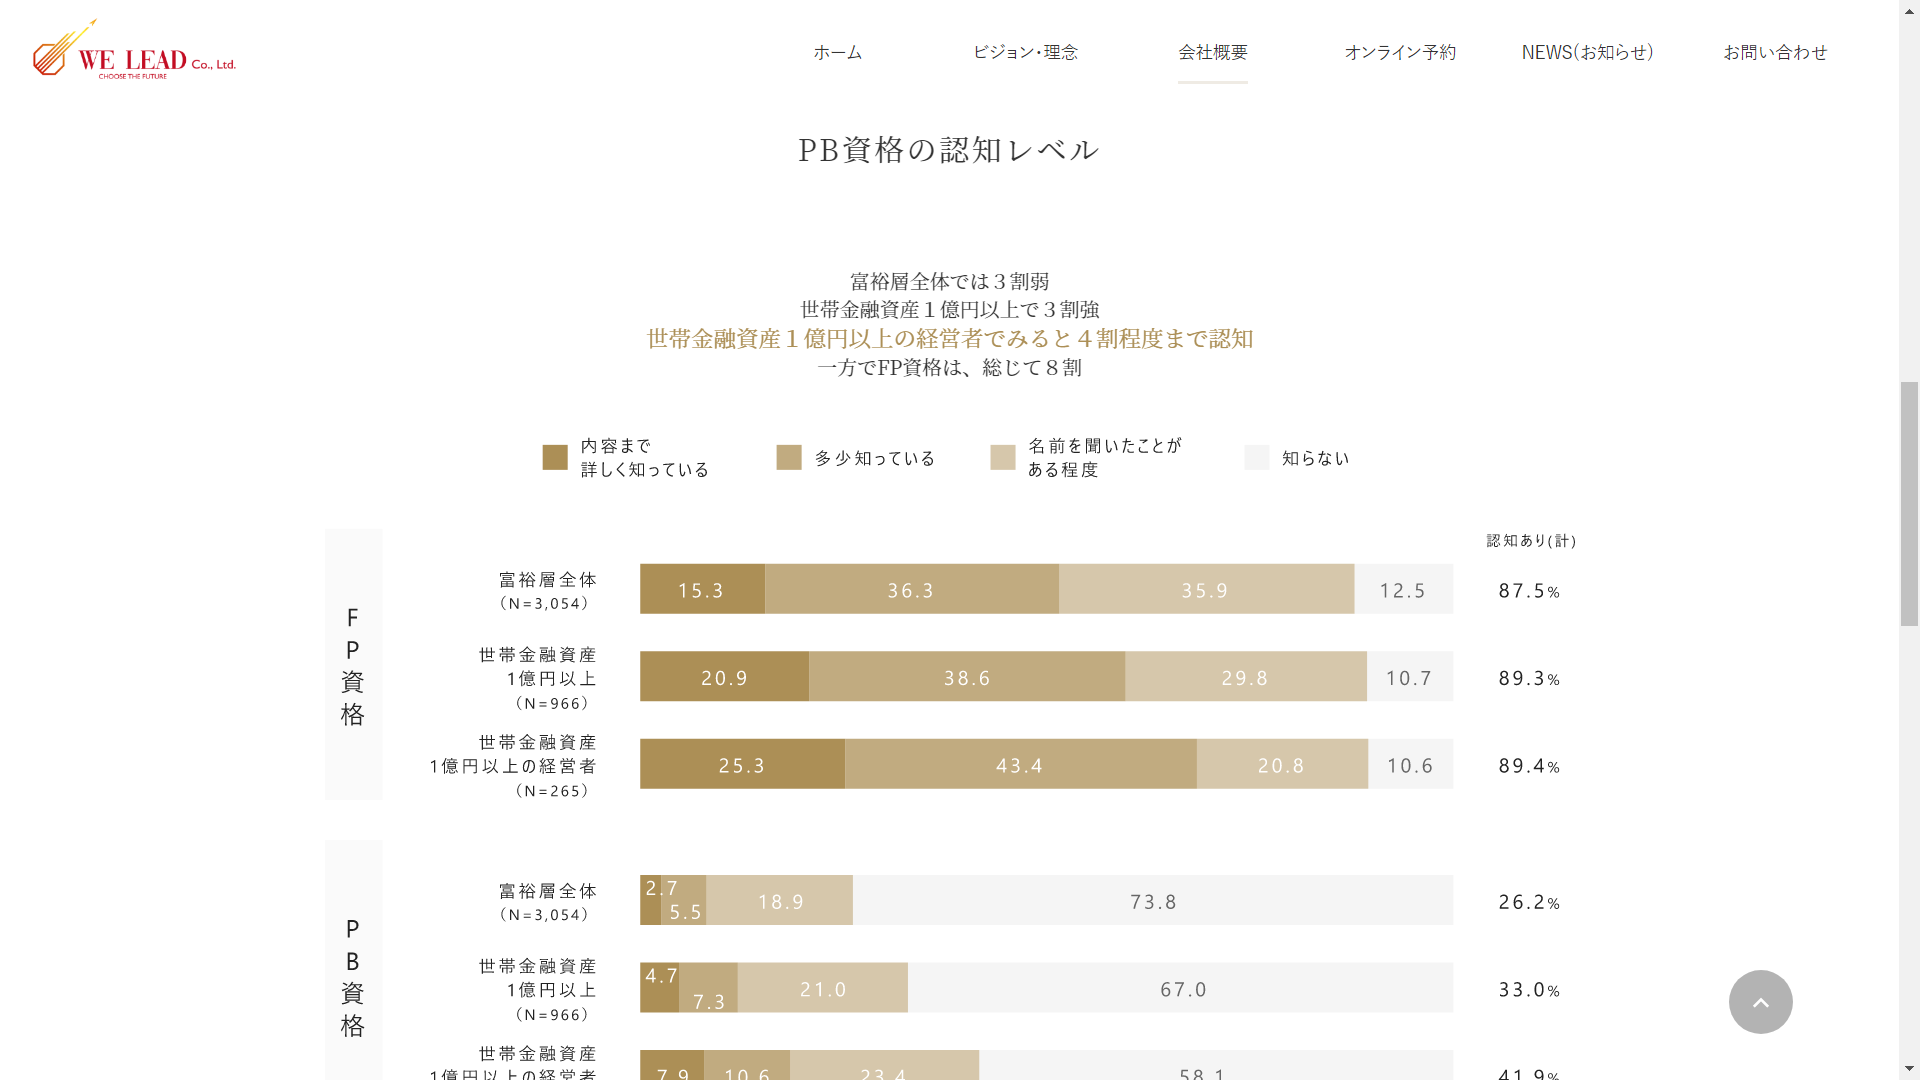 WE LEAD Co., Ltd.
CHOOSE THE FUTURE
ホーム
ビジョン・理念
会社概要
オンライン予約
NEWS(お知らせ)
お問い合わせ
PB資格の認知レベル
富裕層全体では３割弱
世帯金融資産１億円以上で３割強
世帯金融資産１億円以上の経営者でみると４割程度まで認知
一方でFP資格は、総じて８割
内容まで
詳しく知っている
多少知っている
名前を聞いたことが
ある程度
知らない
認知あり(計)
FP資格
富裕層全体
（N=3,054）
15.3 36.3 35.9 12.5 87.5%
世帯金融資産
1億円以上
（N=966）
20.9 38.6 29.8 10.7 89.3%
世帯金融資産
1億円以上の経営者
（N=265）
25.3 43.4 20.8 10.6 89.4%
PB資格
富裕層全体
（N=3,054）
2.7 5.5 18.9 73.8 26.2%
世帯金融資産
1億円以上
（N=966）
4.7 7.3 21.0 67.0 33.0%
世帯金融資産
1億円以上の経営者
7.9 10.6 23.4 58.1 41.9%